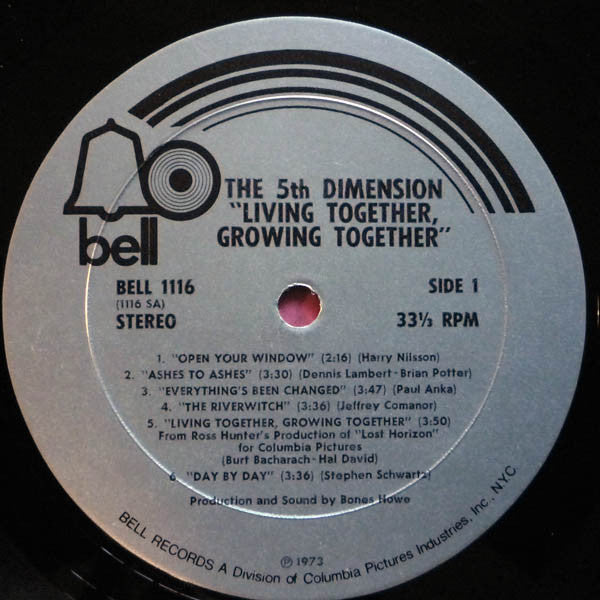 bell
THE 5th DIMENSION
"LIVING TOGETHER,
GROWING TOGETHER"
BELL 1116
(1116 SA)
STEREO
SIDE 1
33⅓ RPM
1. "OPEN YOUR WINDOW" (2:16) (Harry Nilsson)
2. "ASHES TO ASHES" (3:30) (Dennis Lambert-Brian Potter)
3. "EVERYTHING'S BEEN CHANGED" (3:47) (Paul Anka)
4. "THE RIVERWITCH" (3:36) (Jeffrey Comanor)
5. "LIVING TOGETHER, GROWING TOGETHER" (3:50)
From Ross Hunter's Production of "Lost Horizon"
for Columbia Pictures
(Burt Bacharach-Hal David)
6. "DAY BY DAY" (3:36) (Stephen Schwartz)
Production and Sound by Bones Howe
℗ 1973
BELL RECORDS A Division of Columbia Pictures Industries, Inc., N.Y.C.